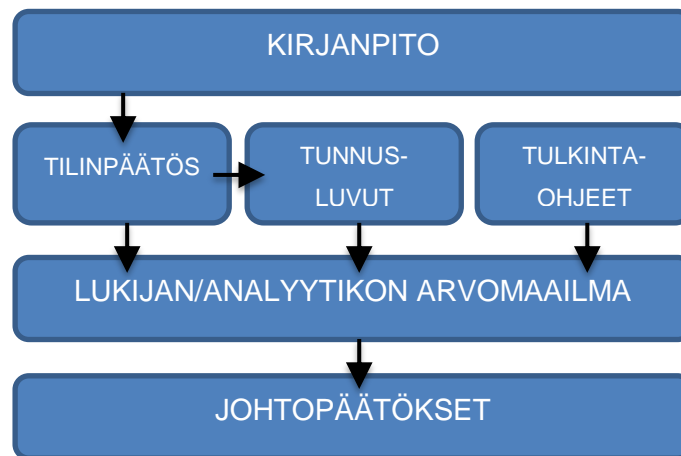 KIRJANPITO
TILINPÄÄTÖS
TUNNUS-
LUVUT
TULKINTA-
OHJEET
LUKIJAN/ANALYYTIKON ARVOMAAILMA
JOHTOPÄÄTÖKSET